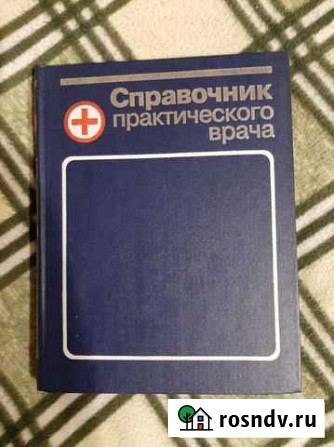 Справочник
практического
врача
rosndv.ru